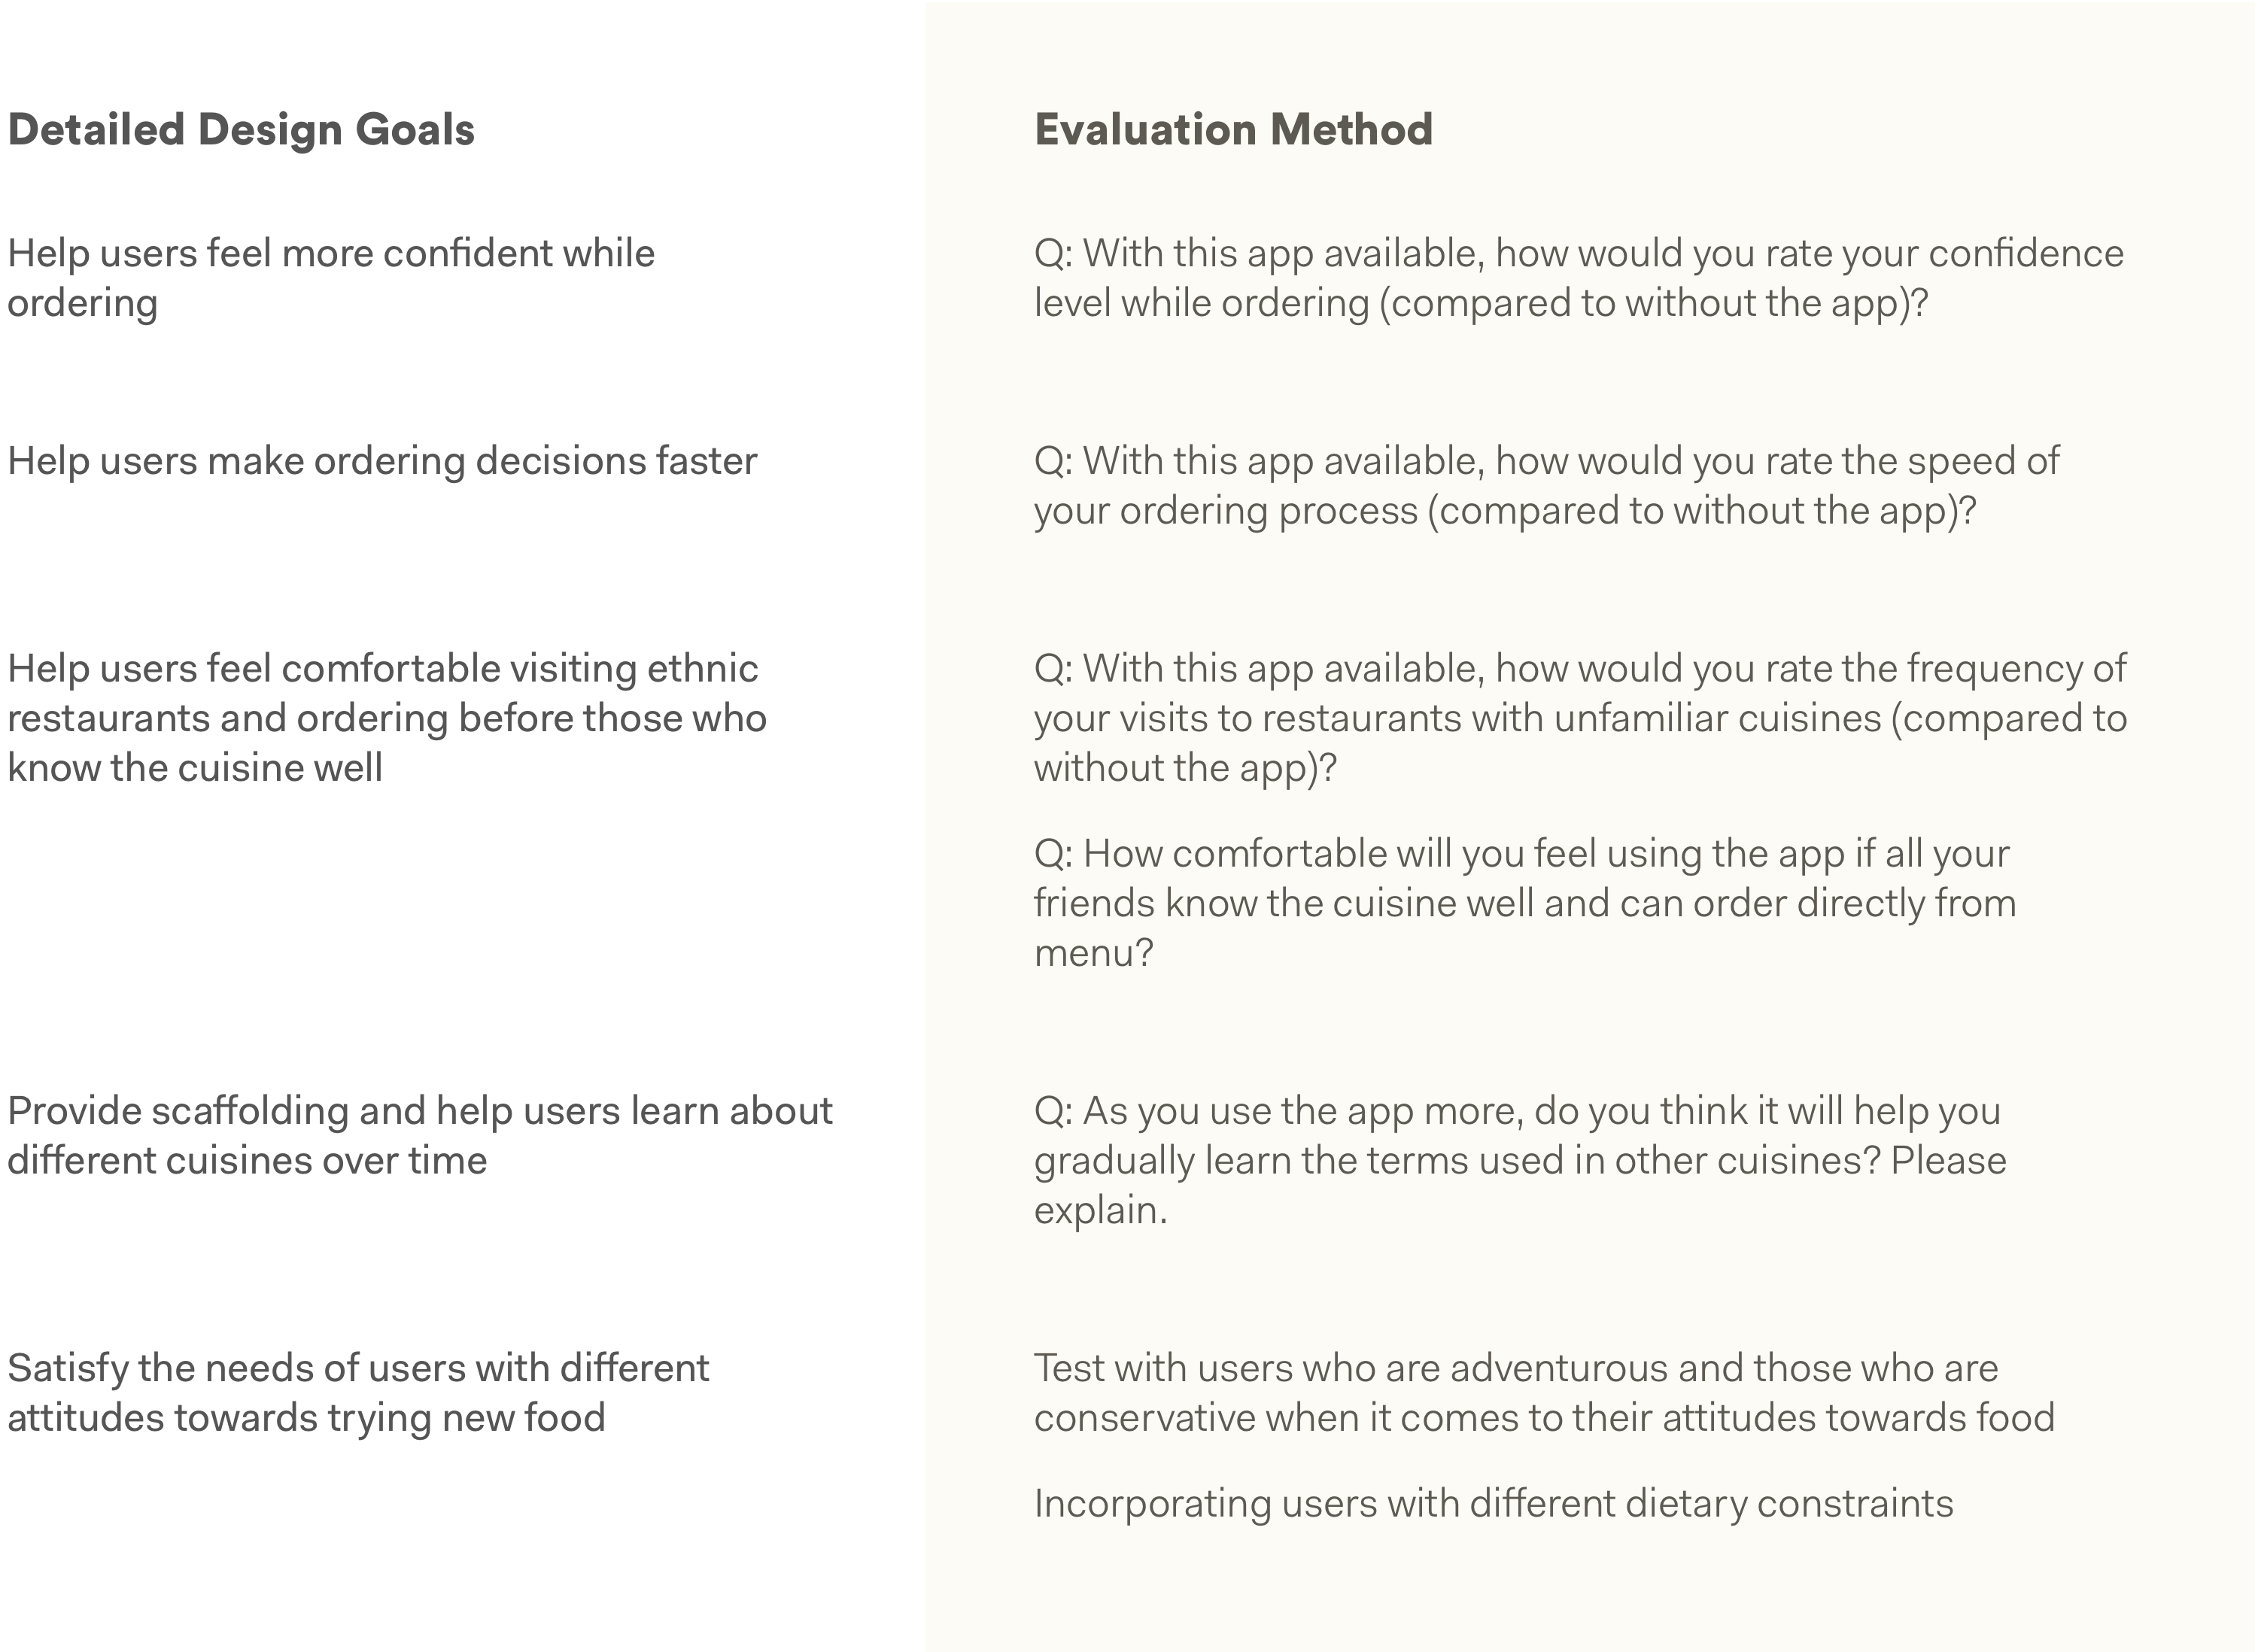 Detailed Design Goals
Evaluation Method
Help users feel more confident while
ordering
Q: With this app available, how would you rate your confidence
level while ordering (compared to without the app)?
Help users make ordering decisions faster
Q: With this app available, how would you rate the speed of
your ordering process (compared to without the app)?
Help users feel comfortable visiting ethnic
restaurants and ordering before those who
know the cuisine well
Q: With this app available, how would you rate the frequency of
your visits to restaurants with unfamiliar cuisines (compared to
without the app)?
Q: How comfortable will you feel using the app if all your
friends know the cuisine well and can order directly from
menu?
Provide scaffolding and help users learn about
different cuisines over time
Q: As you use the app more, do you think it will help you
gradually learn the terms used in other cuisines? Please
explain.
Satisfy the needs of users with different
attitudes towards trying new food
Test with users who are adventurous and those who are
conservative when it comes to their attitudes towards food
Incorporating users with different dietary constraints